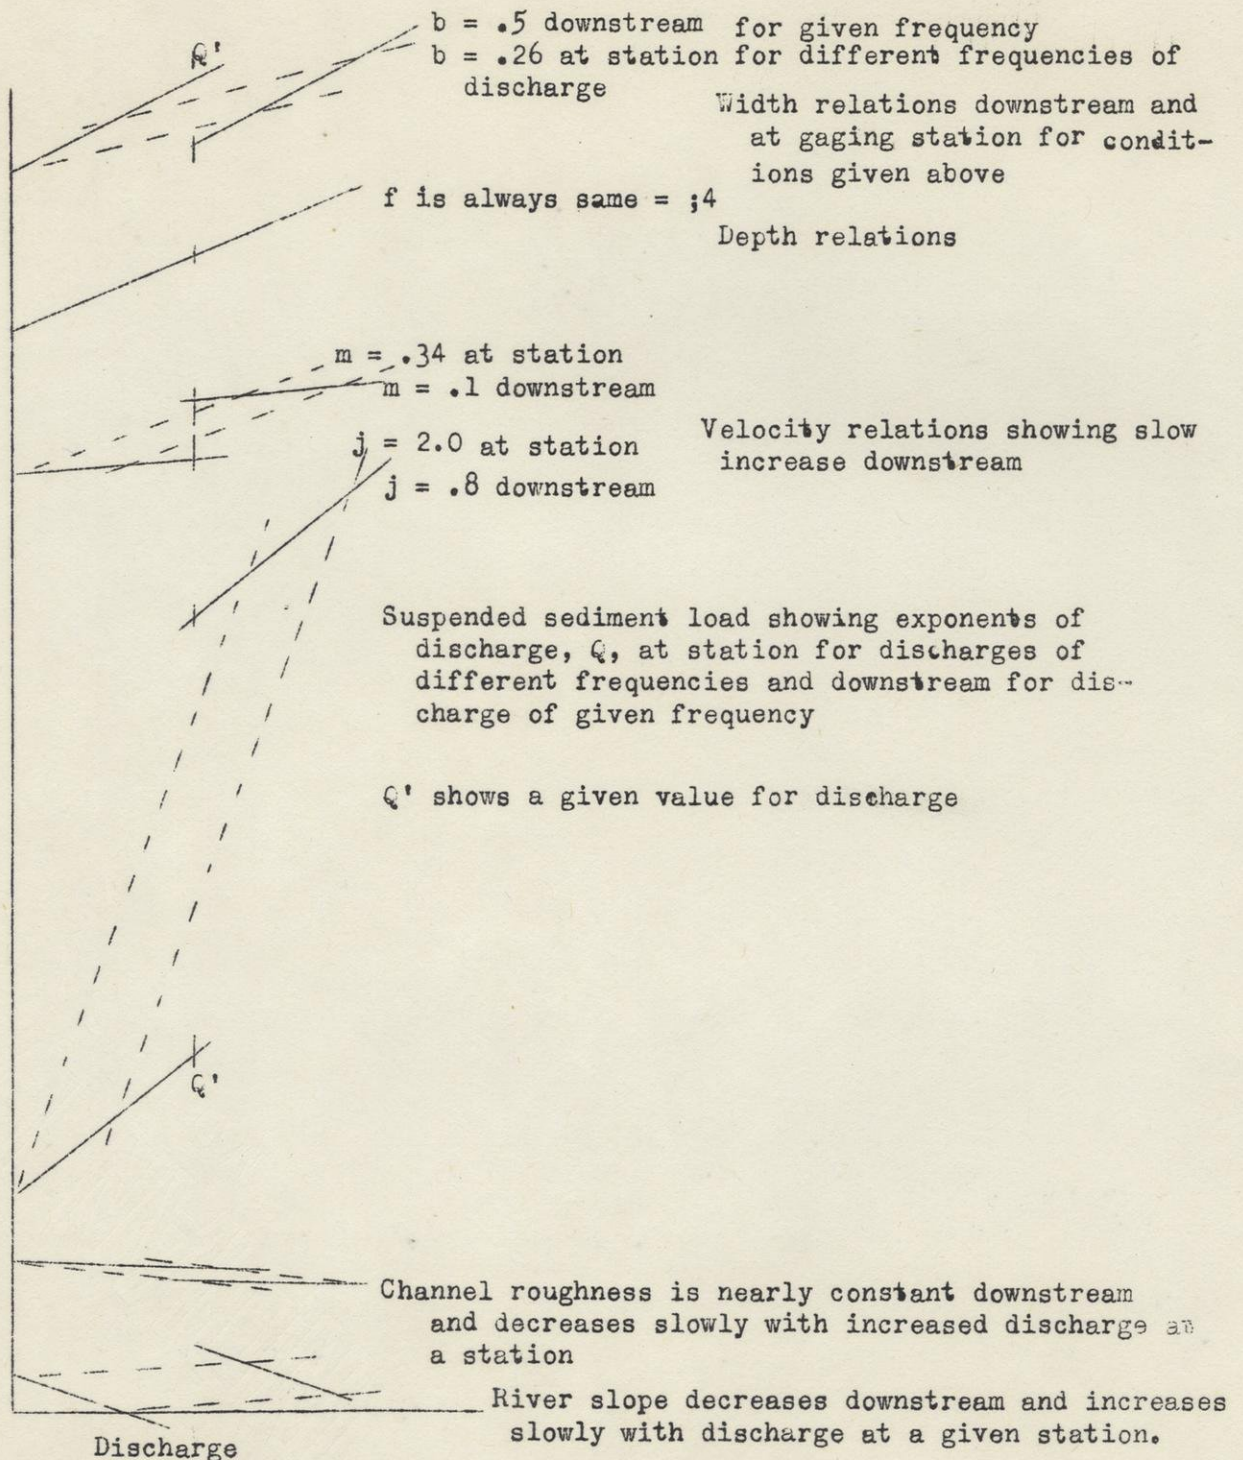 Q'
b = .5 downstream for given frequency
b = .26 at station for different frequencies of
discharge
Width relations downstream and
at gaging station for condit-
ions given above
f is always same = ;4
Depth relations
m = .34 at station
m = .1 downstream
j = 2.0 at station
j = .8 downstream
Velocity relations showing slow
increase downstream
Suspended sediment load showing exponents of
discharge, Q, at station for discharges of
different frequencies and downstream for dis-
charge of given frequency
Q' shows a given value for discharge
Q'
Channel roughness is nearly constant downstream
and decreases slowly with increased discharge
a station
River slope decreases downstream and increases
slowly with discharge at a given station.
Discharge